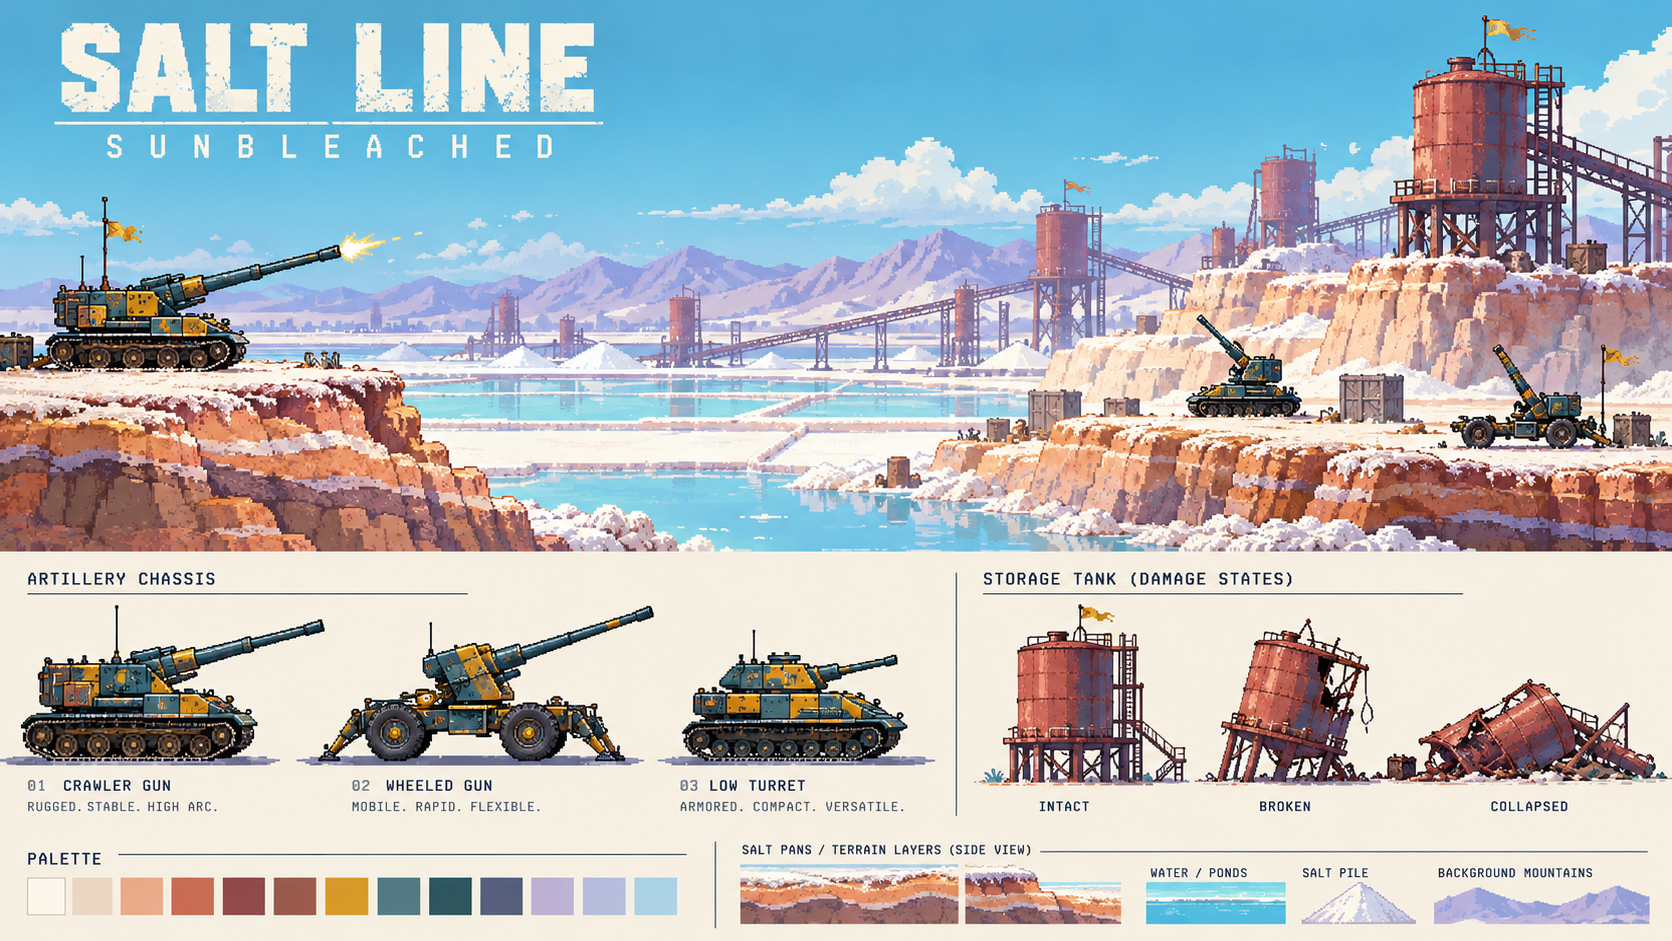 SALT LINE
SUNBLEACHED
ARTILLERY CHASSIS
01 CRAWLER GUN
RUGGED. STABLE. HIGH ARC.
02 WHEELED GUN
MOBILE. RAPID. FLEXIBLE.
03 LOW TURRET
ARMORED. COMPACT. VERSATILE.
STORAGE TANK (DAMAGE STATES)
INTACT
BROKEN
COLLAPSED
PALETTE
SALT PANS / TERRAIN LAYERS (SIDE VIEW)
WATER / PONDS
SALT PILE
BACKGROUND MOUNTAINS